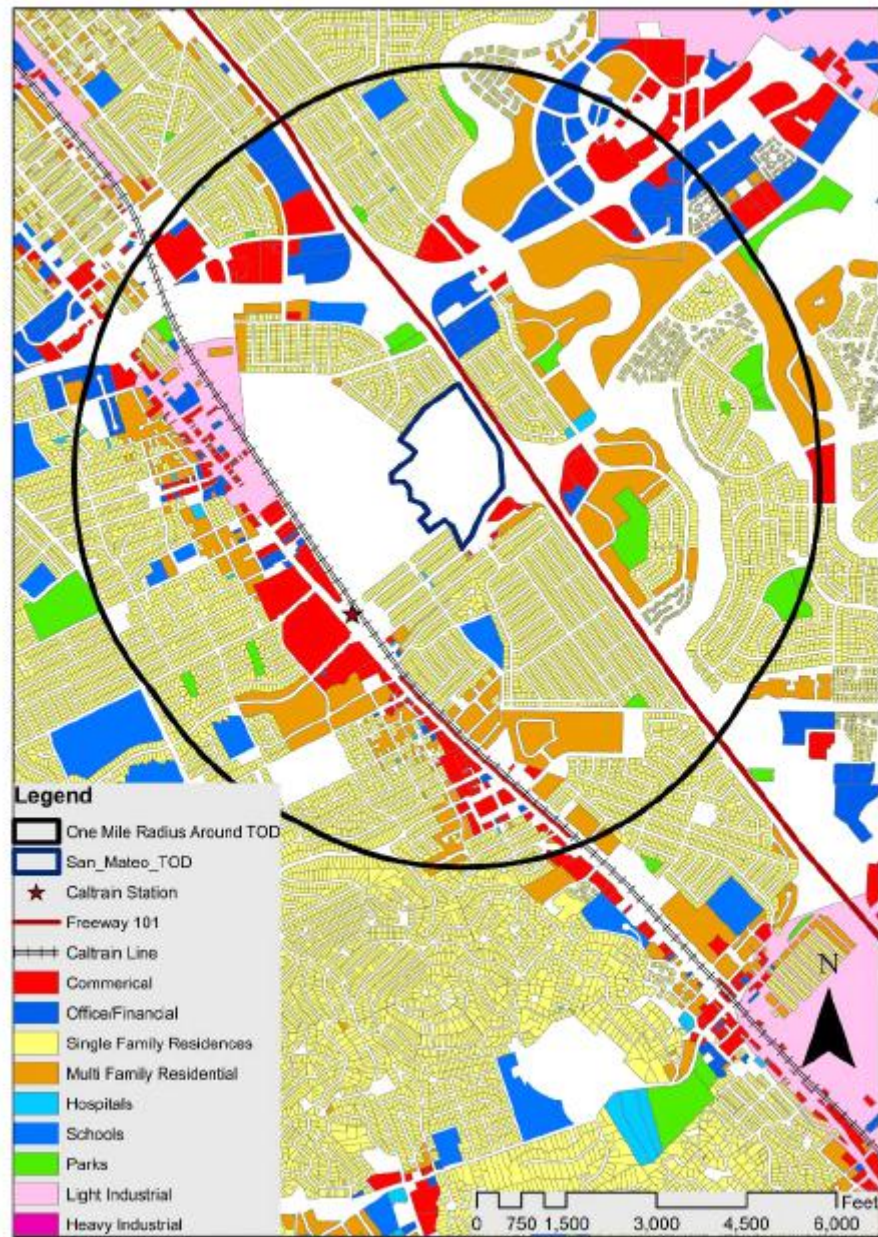 Legend
One Mile Radius Around TOD
San_Mateo_TOD
Caltrain Station
Freeway 101
Caltrain Line
Commerical
Office/Financial
Single Family Residences
Multi Family Residential
Hospitals
Schools
Parks
Light Industrial
Heavy Industrial
N
Feet
0 750 1,500 3,000 4,500 6,000